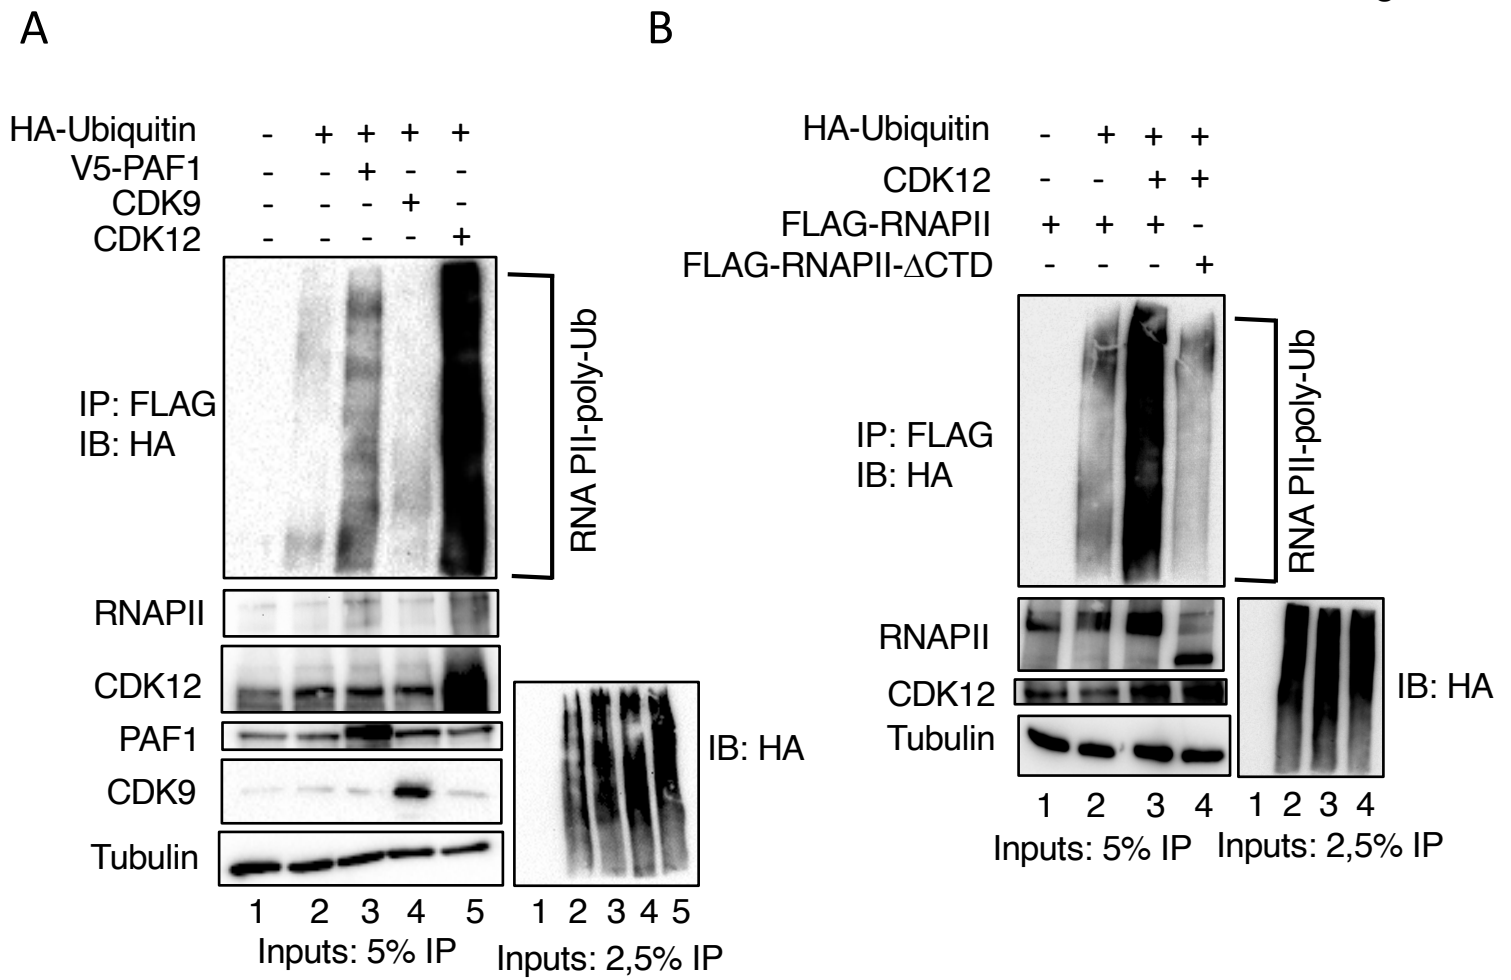 g
A
B
HA-Ubiquitin - + + + +
V5-PAF1 - - + - -
CDK9 - - - + -
CDK12 - - - - +
IP: FLAG
IB: HA
RNA PII-poly-Ub
RNAPII
CDK12
PAF1
CDK9
Tubulin
IB: HA
1 2 3 4 5
Inputs: 5% IP
1 2 3 4 5
Inputs: 2,5% IP
HA-Ubiquitin - + + +
CDK12 - - + +
FLAG-RNAPII + + + -
FLAG-RNAPII-ΔCTD - - - +
IP: FLAG
IB: HA
RNA PII-poly-Ub
RNAPII
CDK12
Tubulin
IB: HA
1 2 3 4
Inputs: 5% IP
1 2 3 4
Inputs: 2,5% IP